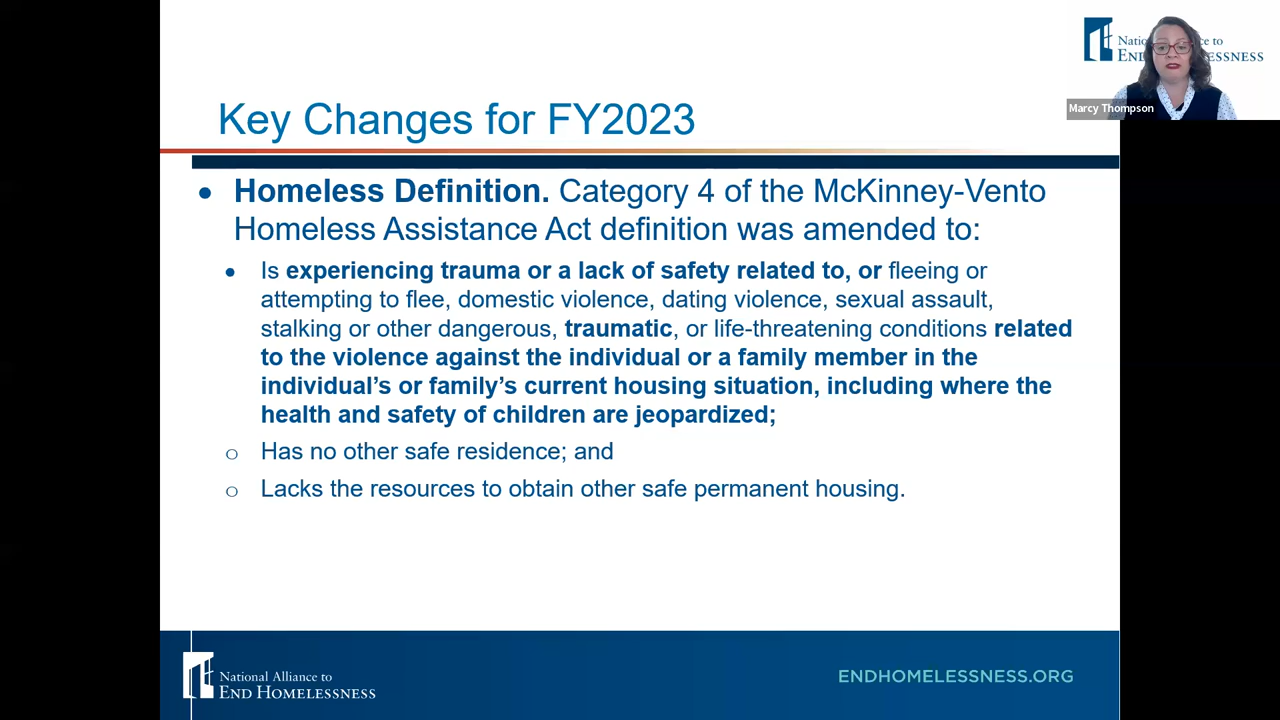 Natio ce to
END LESSNESS
Marcy Thompson
Key Changes for FY2023
• Homeless Definition. Category 4 of the McKinney-Vento
Homeless Assistance Act definition was amended to:
• Is experiencing trauma or a lack of safety related to, or fleeing or
attempting to flee, domestic violence, dating violence, sexual assault,
stalking or other dangerous, traumatic, or life-threatening conditions related
to the violence against the individual or a family member in the
individual's or family's current housing situation, including where the
health and safety of children are jeopardized;
o Has no other safe residence; and
o Lacks the resources to obtain other safe permanent housing.
National Alliance to
END HOMELESSNESS
ENDHOMELESSNESS.ORG